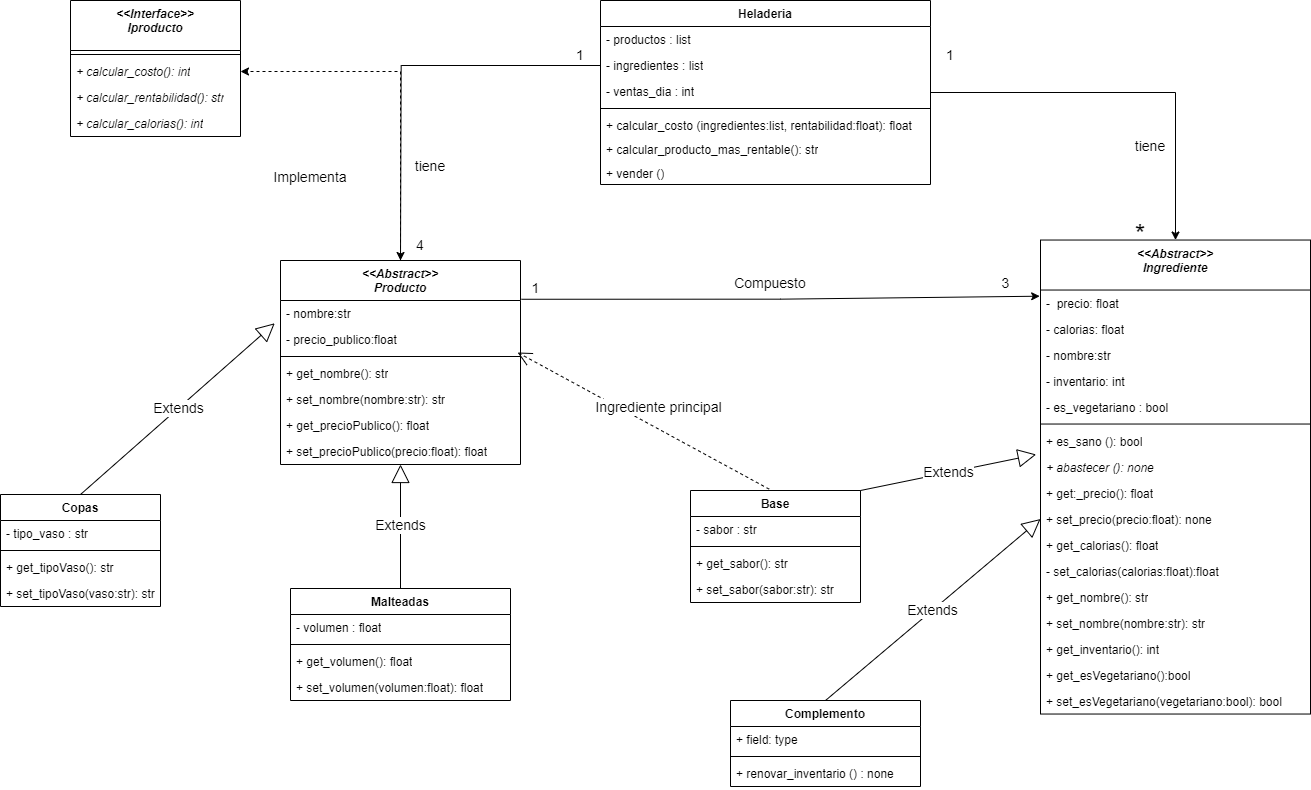 <<Interface>>
Iproducto
+ calcular_costo(): int
+ calcular_rentabilidad(): str
+ calcular_calorias(): int
Heladeria
- productos : list
- ingredientes : list
- ventas_dia : int
+ calcular_costo (ingredientes:list, rentabilidad:float): float
+ calcular_producto_mas_rentable(): str
+ vender ()
1
1
Implementa
tiene
tiene
4
*
<<Abstract>>
Producto
- nombre:str
- precio_publico:float
+ get_nombre(): str
+ set_nombre(nombre:str): str
+ get_precioPublico(): float
+ set_precioPublico(precio:float): float
1
Compuesto
3
<<Abstract>>
Ingrediente
- precio: float
- calorias: float
- nombre:str
- inventario: int
- es_vegetariano : bool
+ es_sano (): bool
+ abastecer (): none
+ get:_precio(): float
+ set_precio(precio:float): none
+ get_calorias(): float
- set_calorias(calorias:float):float
+ get_nombre(): str
+ set_nombre(nombre:str): str
+ get_inventario(): int
+ get_esVegetariano():bool
+ set_esVegetariano(vegetariano:bool): bool
Extends
Ingrediente principal
Extends
Copas
- tipo_vaso : str
+ get_tipoVaso(): str
+ set_tipoVaso(vaso:str): str
Extends
Base
- sabor : str
+ get_sabor(): str
+ set_sabor(sabor:str): str
Malteadas
- volumen : float
+ get_volumen(): float
+ set_volumen(volumen:float): float
Extends
Complemento
+ field: type
+ renovar_inventario () : none